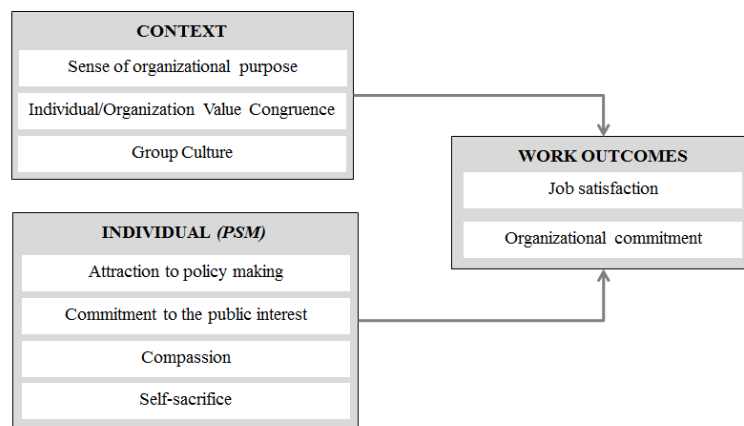 CONTEXT
Sense of organizational purpose
Individual/Organization Value Congruence
Group Culture
WORK OUTCOMES
Job satisfaction
Organizational commitment
INDIVIDUAL (PSM)
Attraction to policy making
Commitment to the public interest
Compassion
Self-sacrifice